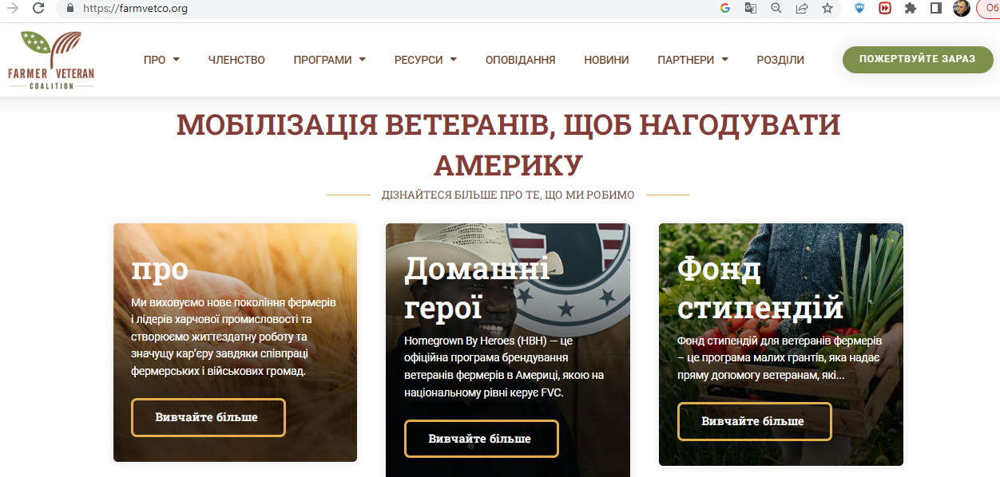 https://farmvetco.org
Об
FARMER VETERAN
COALITION
ПРО
ЧЛЕНСТВО
ПРОГРАМИ
РЕСУРСИ
ОПОВІДАННЯ
НОВИНИ
ПАРТНЕРИ
РОЗДІЛИ
ПОЖЕРТВУЙТЕ ЗАРАЗ
МОБІЛІЗАЦІЯ ВЕТЕРАНІВ, ЩОБ НАГОДУВАТИ
АМЕРИКУ
ДІЗНАЙТЕСЯ БІЛЬШЕ ПРО ТЕ, ЩО МИ РОБИМО
про
Ми виховуємо нове покоління фермерів
і лідерів харчової промисловості та
створюємо життєздатну роботу та
значущу кар’єру завдяки співпраці
фермерських і військових громад.
Вивчайте більше
Домашні
герої
Homegrown By Heroes (HBH) — це
офіційна програма брендування
ветеранів фермерів в Америці, якою на
національному рівні керує FVC.
Вивчайте більше
Фонд
стипендій
Фонд стипендій для ветеранів фермерів
– це програма малих грантів, яка надає
пряму допомогу ветеранам, які...
Вивчайте більше